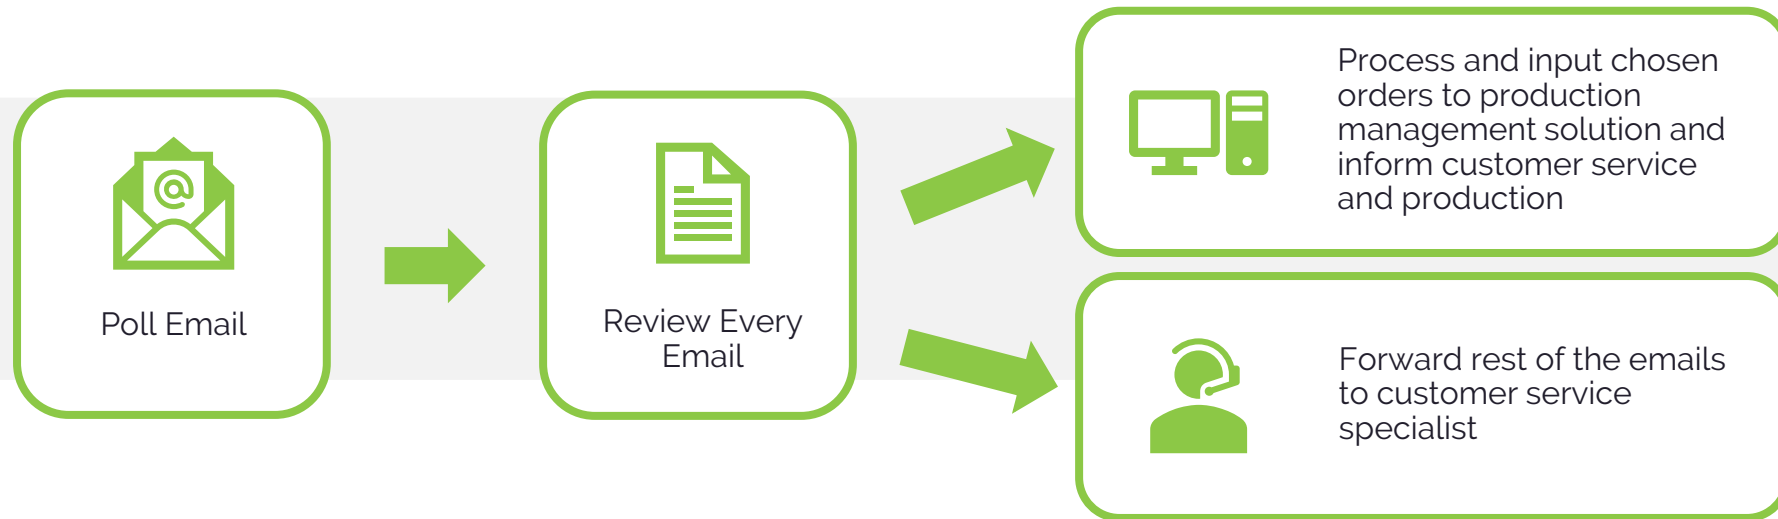 Poll Email
Review Every
Email
Process and input chosen
orders to production
management solution and
inform customer service
and production
Forward rest of the emails
to customer service
specialist